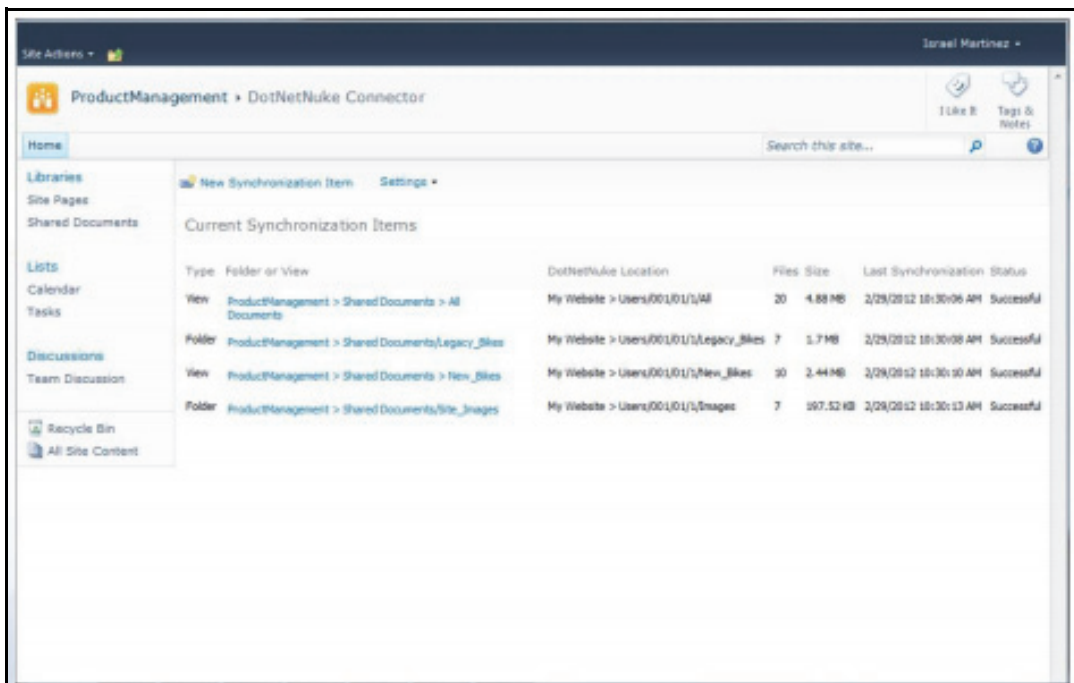 Site Actions
Israel Martinez
ProductManagement › DotNetNuke Connector
I Like It
Tags & Notes
Home
Search this site...
Libraries
Site Pages
Shared Documents
Lists
Calendar
Tasks
Discussions
Team Discussion
Recycle Bin
All Site Content
New Synchronization Item Settings
Current Synchronization Items
Type Folder or View DotNetNuke Location Files Size Last Synchronization Status
View ProductManagement > Shared Documents > All Documents My Website > Users/001/01/1/All 20 4.88 MB 2/29/2012 10:30:06 AM Successful
Folder ProductManagement > Shared Documents/Legacy_Bikes My Website > Users/001/01/1/Legacy_Bikes 7 1.7 MB 2/29/2012 10:30:08 AM Successful
View ProductManagement > Shared Documents > New_Bikes My Website > Users/001/01/1/New_Bikes 10 2.44 MB 2/29/2012 10:30:10 AM Successful
Folder ProductManagement > Shared Documents/Site_Images My Website > Users/001/01/1/Images 7 597.52 KB 2/29/2012 10:30:13 AM Successful